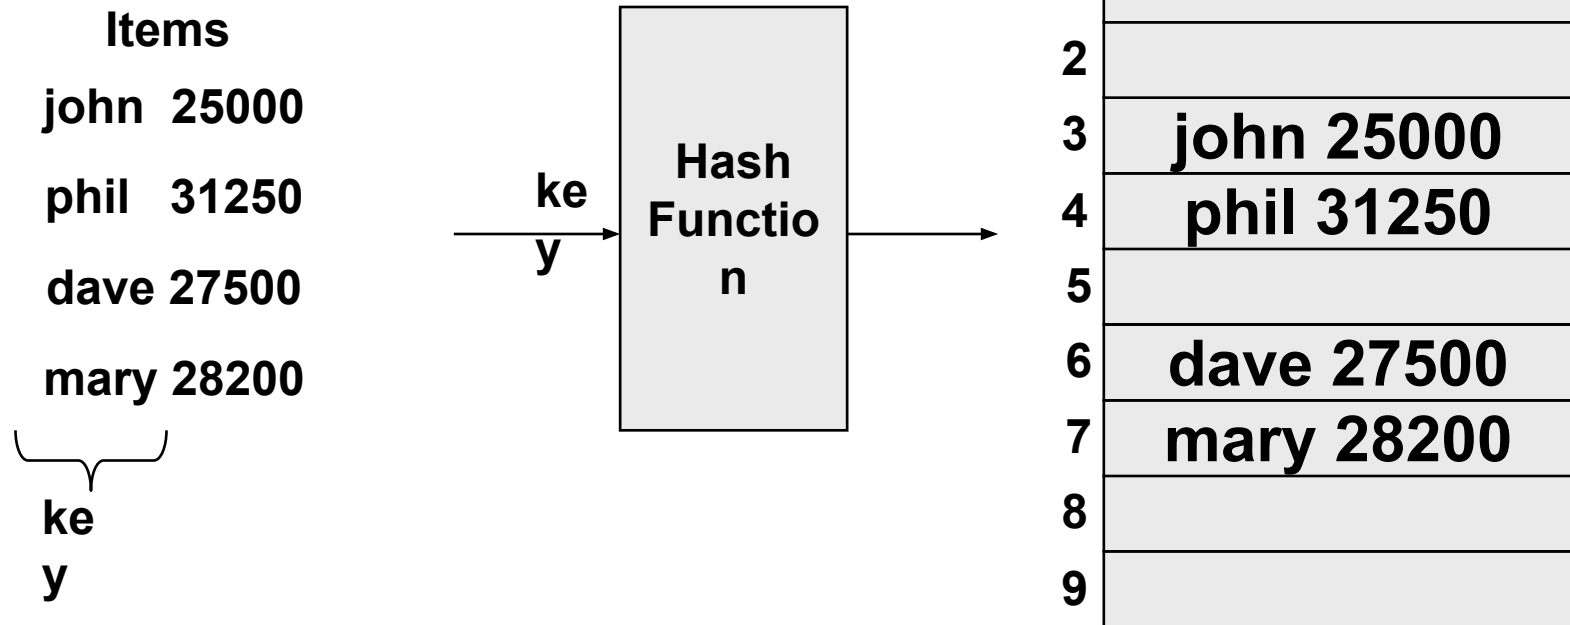 Items
john 25000
phil 31250
dave 27500
mary 28200
ke
y
ke
y
Hash
Functio
n
2
3 john 25000
4 phil 31250
5
6 dave 27500
7 mary 28200
8
9